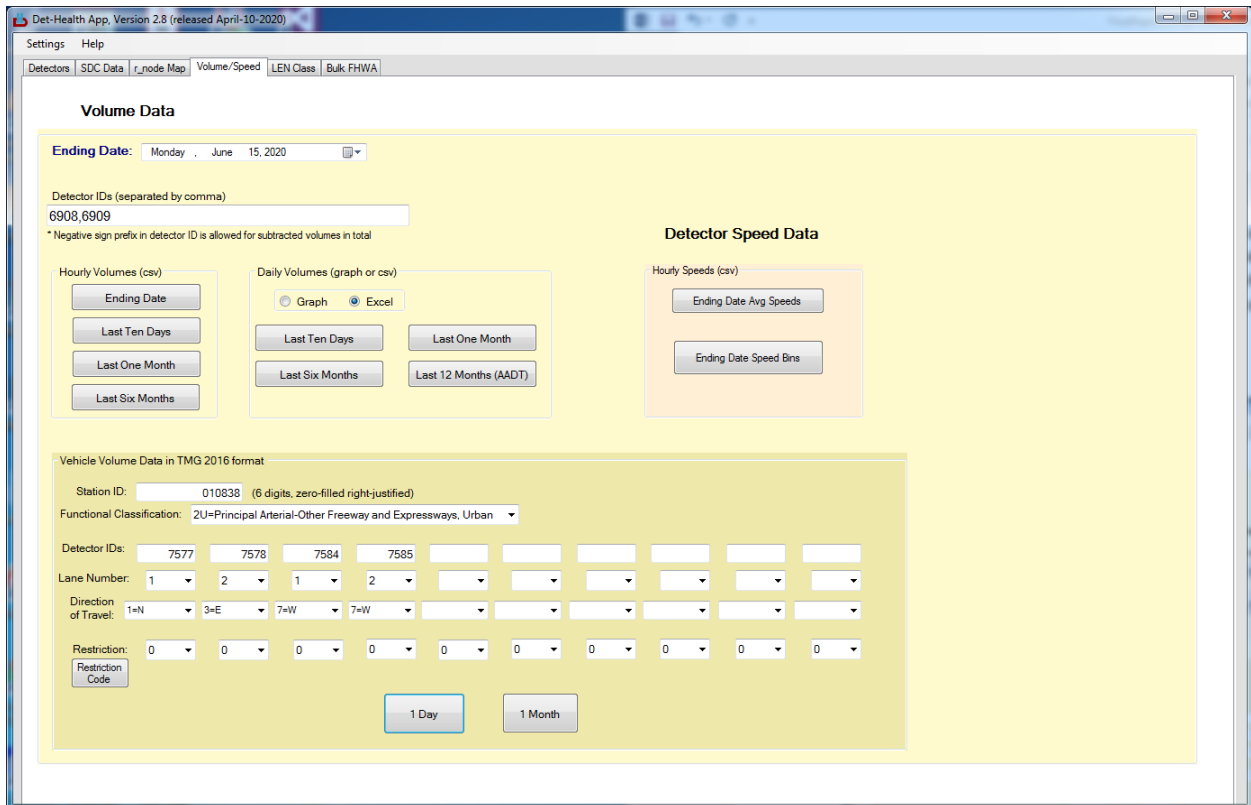 Det-Health App, Version 2.8 (released April-10-2020)
Settings Help
Detectors SDC Data r_node Map Volume/Speed LEN Class Bulk FHWA
Volume Data
Ending Date: Monday , June 15, 2020
Detector IDs (separated by comma)
6908,6909
* Negative sign prefix in detector ID is allowed for subtracted volumes in total
Detector Speed Data
Hourly Volumes (csv)
Ending Date
Last Ten Days
Last One Month
Last Six Months
Daily Volumes (graph or csv)
Graph Excel
Last Ten Days Last One Month
Last Six Months Last 12 Months (AADT)
Hourly Speeds (csv)
Ending Date Avg Speeds
Ending Date Speed Bins
Vehicle Volume Data in TMG 2016 format
Station ID: 010838 (6 digits, zero-filled right-justified)
Functional Classification: 2U=Principal Arterial-Other Freeway and Expressways, Urban
Detector IDs: 7577 7578 7584 7585
Lane Number: 1 2 1 2
Direction
of Travel: 1=N 3=E 7=W 7=W
Restriction: 0 0 0 0 0 0 0 0 0 0
Restriction
Code
1 Day 1 Month